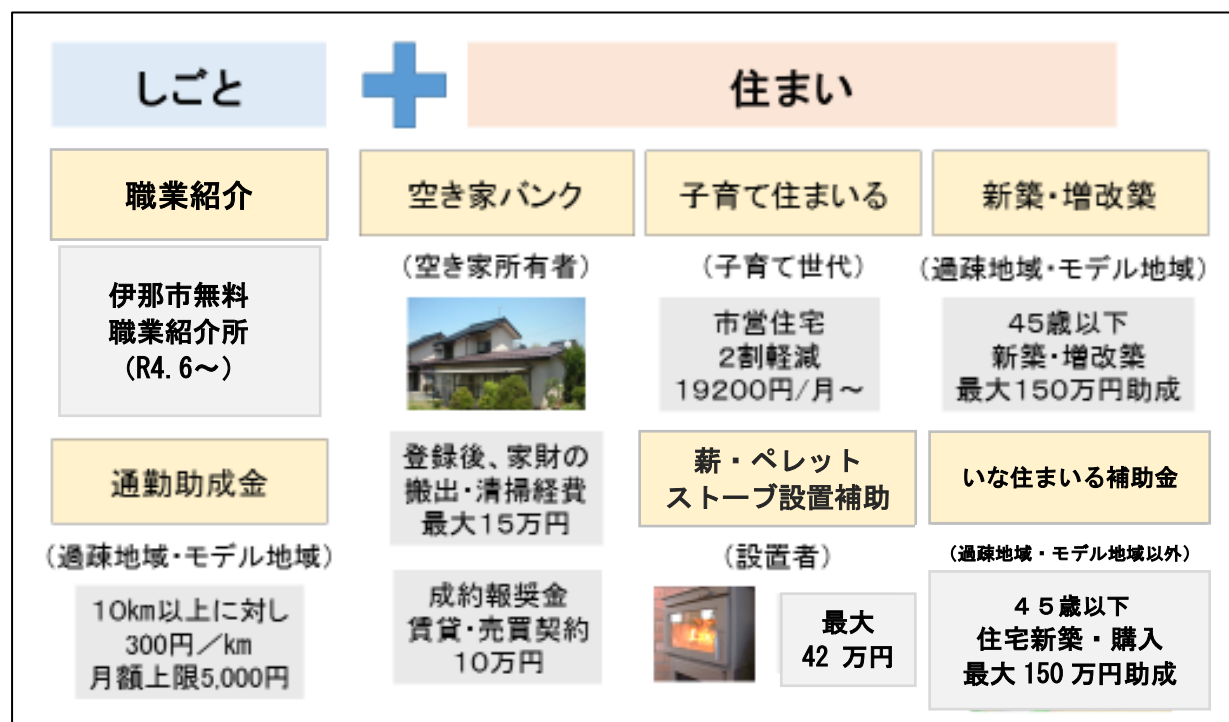 しごと
住まい
職業紹介
伊那市無料
職業紹介所
(R4.6～)
通勤助成金
(過疎地域・モデル地域)
10km以上に対し
300円／km
月額上限5,000円
空き家バンク
(空き家所有者)
登録後、家財の
搬出・清掃経費
最大15万円
成約報奨金
賃貸・売買契約
10万円
子育て住まいる
(子育て世代)
市営住宅
2割軽減
19200円/月～
薪・ペレット
ストーブ設置補助
(設置者)
最大
42 万円
新築・増改築
(過疎地域・モデル地域)
45歳以下
新築・増改築
最大150万円助成
いな住まいる補助金
(過疎地域・モデル地域以外)
４５歳以下
住宅新築・購入
最大 150 万円助成